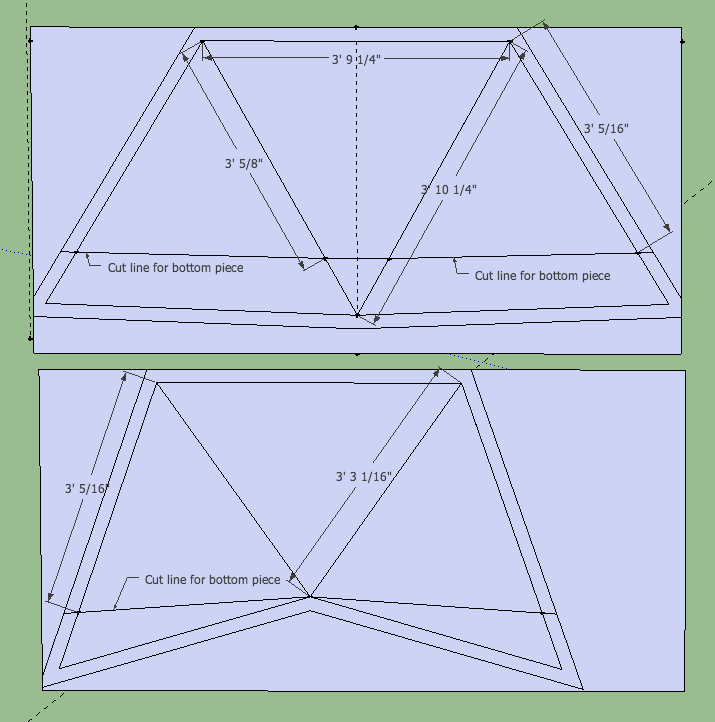 3' 9 1/4"
3' 5/16"
3' 5/8"
3' 10 1/4"
Cut line for bottom piece
Cut line for bottom piece
3' 3 1/16"
3' 5/16"
Cut line for bottom piece